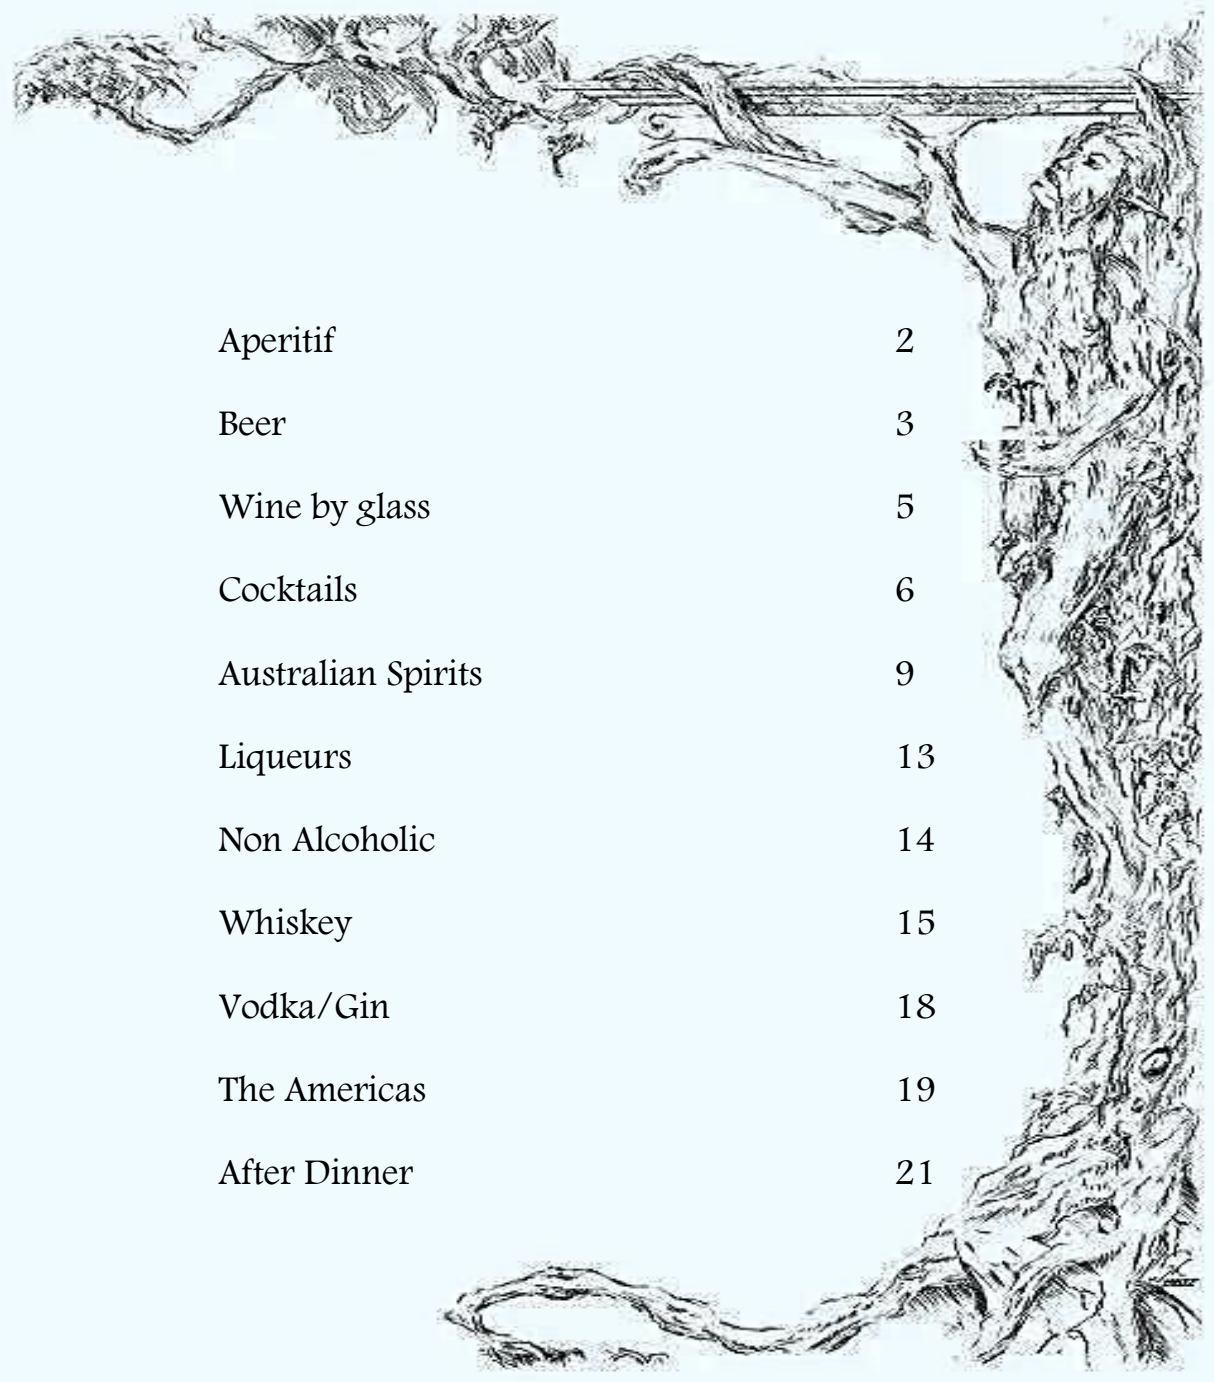 Aperitif 2
Beer 3
Wine by glass 5
Cocktails 6
Australian Spirits 9
Liqueurs 13
Non Alcoholic 14
Whiskey 15
Vodka/Gin 18
The Americas 19
After Dinner 21